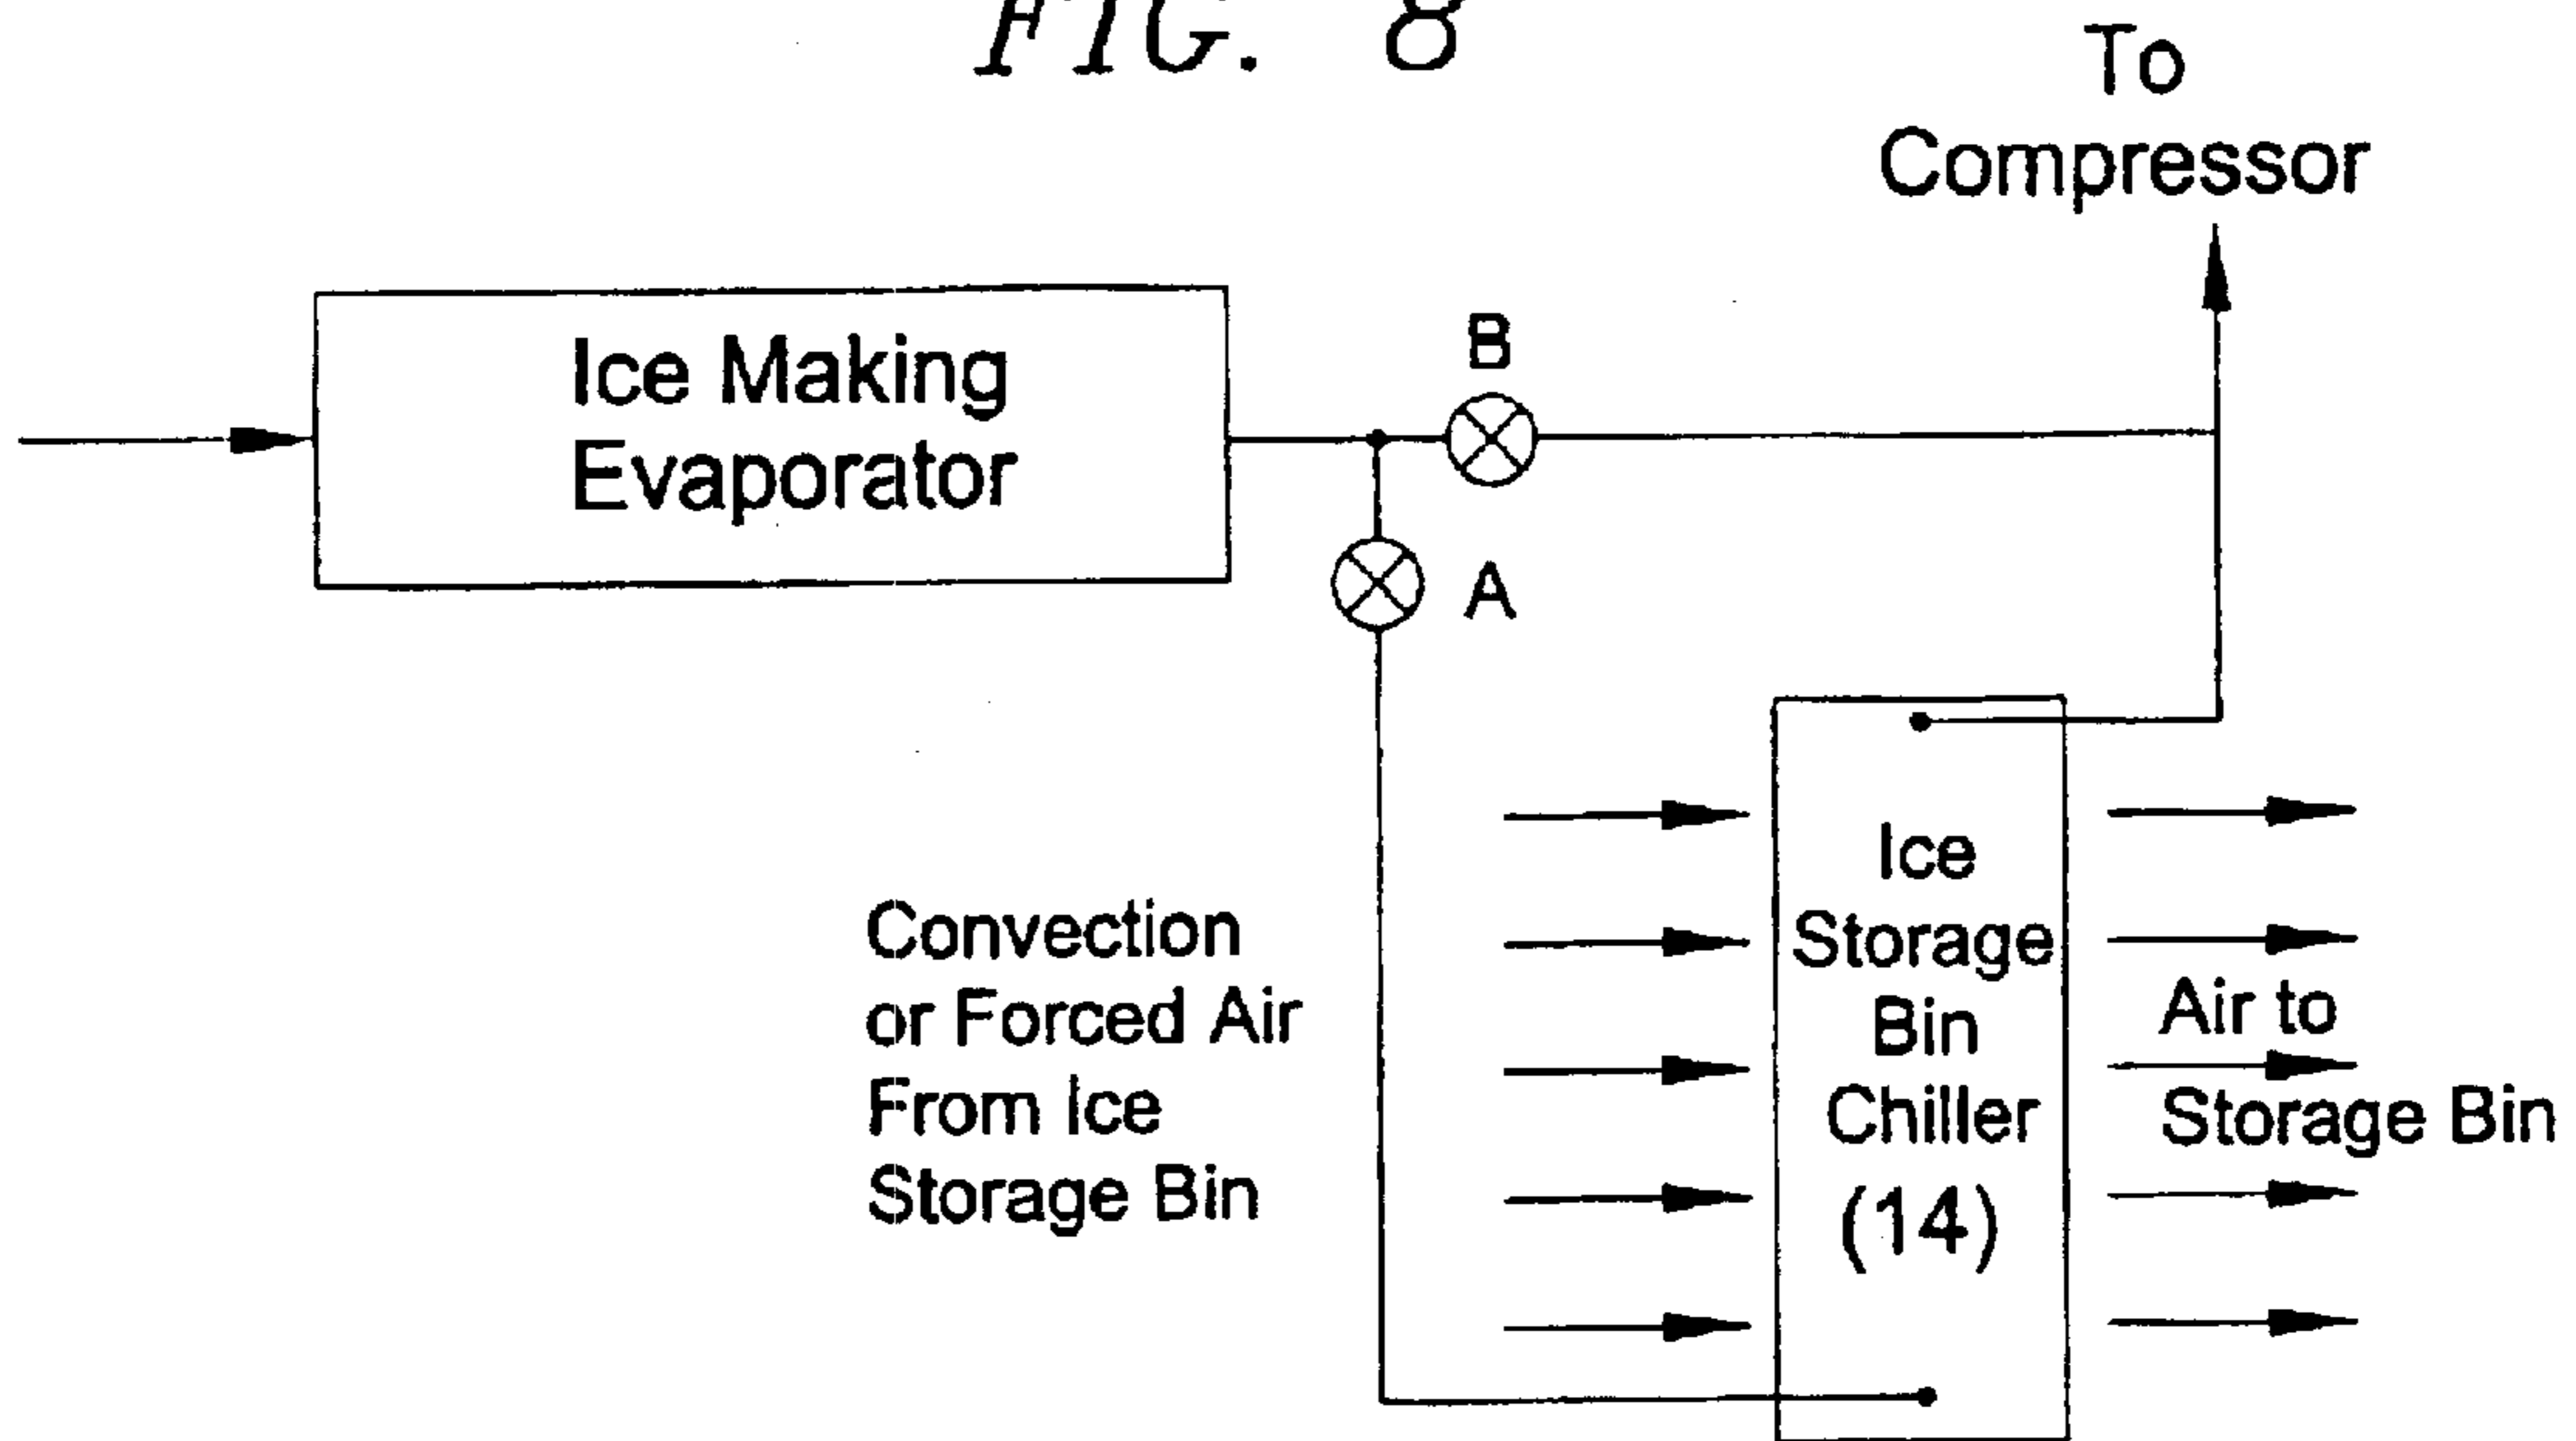 FIG. 8
To
Compressor
Ice Making
Evaporator
B
A
Convection
or Forced Air
From Ice
Storage Bin
Ice
Storage
Bin
Chiller
(14)
Air to
Storage Bin